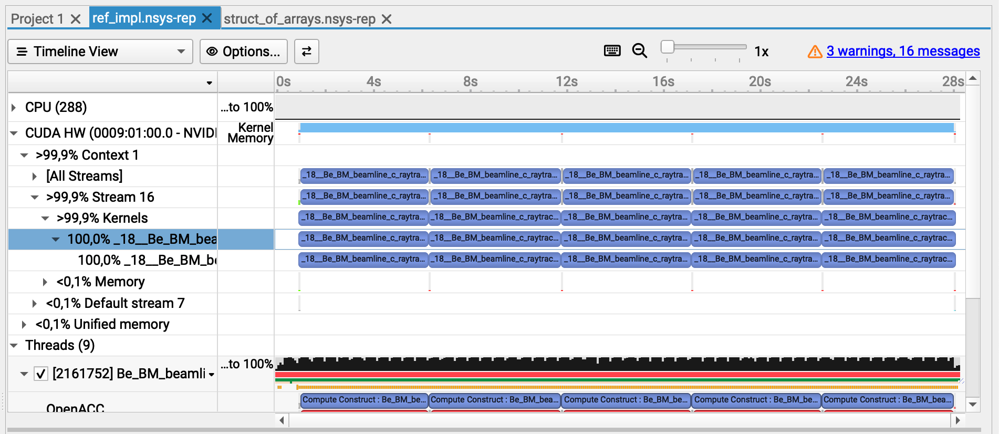 Project 1 ref_impl.nsys-rep struct_of_arrays.nsys-rep
Timeline View Options... 1x 3 warnings, 16 messages
0s 4s 8s 12s 16s 20s 24s 28s
CPU (288) ...to 100%
CUDA HW (0009:01:00.0 - NVIDI Kernel
Memory
>99,9% Context 1
[All Streams] _18__Be_BM_beamline_c_raytra... _18__Be_BM_beamline_c_raytra... _18__Be_BM_beamline_c_raytra... _18__Be_BM_beamline_c_raytra... _18__Be_BM_beamline_c_raytra...
>99,9% Stream 16 _18__Be_BM_beamline_c_raytra... _18__Be_BM_beamline_c_raytra... _18__Be_BM_beamline_c_raytra... _18__Be_BM_beamline_c_raytra... _18__Be_BM_beamline_c_raytra...
>99,9% Kernels _18__Be_BM_beamline_c_raytra... _18__Be_BM_beamline_c_raytrac... _18__Be_BM_beamline_c_raytra... _18__Be_BM_beamline_c_raytra... _18__Be_BM_beamline_c_raytrac...
100,0% _18__Be_BM_bea _18__Be_BM_beamline_c_raytra... _18__Be_BM_beamline_c_raytrac... _18__Be_BM_beamline_c_raytra... _18__Be_BM_beamline_c_raytra... _18__Be_BM_beamline_c_raytrac...
100,0% _18__Be_BM_be _18__Be_BM_beamline_c_raytra... _18__Be_BM_beamline_c_raytrac... _18__Be_BM_beamline_c_raytra... _18__Be_BM_beamline_c_raytra... _18__Be_BM_beamline_c_raytrac...
<0,1% Memory
<0,1% Default stream 7
<0,1% Unified memory
Threads (9)
[2161752] Be_BM_beamli ...to 100%
OpenACC Compute Construct : Be_BM_be... Compute Construct : Be_BM_bea... Compute Construct : Be_BM_be... Compute Construct : Be_BM_be... Compute Construct : Be_BM_bea...